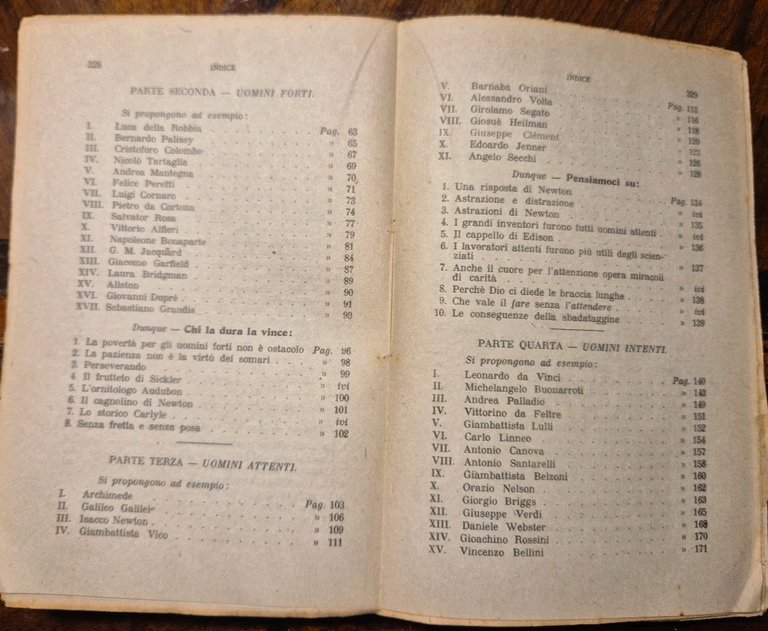 328 INDICE
PARTE SECONDA — UOMINI FORTI.
Si propongono ad esempio:
I. Luca della Robbia Pag. 63
II. Bernardo Palissy » 65
III. Cristoforo Colombo » 67
IV. Nicolò Tartaglia » 69
V. Andrea Mantegna » 70
VI. Felice Peretti » 71
VII. Luigi Cornaro » 73
VIII. Pietro da Cortona » 74
IX. Salvator Rosa » 77
X. Vittorio Alfieri » 79
XI. Napoleone Bonaparte » 81
XII. G. M. Jacquard » 84
XIII. Giacomo Garfield » 87
XIV. Laura Bridgman » 89
XV. Allston » 90
XVI. Giovanni Dupré » 91
XVII. Sebastiano Grandis » 93
Dunque — Chi la dura la vince:
1. La povertà per gli uomini forti non è ostacolo Pag. 96
2. La pazienza non è la virtù dei somari » 98
3. Perseverando » 99
4. Il frutteto di Sickler » ivi
5. L'ornitologo Audubon » 100
6. Il cagnolino di Newton » 101
7. Lo storico Carlyle » ivi
8. Senza fretta e senza posa » 102
PARTE TERZA — UOMINI ATTENTI.
Si propongono ad esempio:
I. Archimede Pag. 103
II. Galileo Galilei » 106
III. Isacco Newton » 109
IV. Giambattista Vico » 111
INDICE 329
V. Barnaba Oriani Pag. 113
VI. Alessandro Volta » 116
VII. Girolamo Segato » 118
VIII. Giosuè Heilman » 120
IX. Giuseppe Clément » 123
X. Edoardo Jenner » 126
XI. Angelo Secchi » 128
Dunque — Pensiamoci su:
1. Una risposta di Newton Pag. 134
2. Astrazione e distrazione » ivi
3. Astrazioni di Newton » 135
4. I grandi inventori furono tutti uomini attenti
5. Il cappello di Edison » 136
6. I lavoratori attenti furono più utili degli scien-
ziati » 137
7. Anche il cuore per l'attenzione opera miracoli
di carità » ivi
8. Perchè Dio ci diede le braccia lunghe » 138
9. Che vale il fare senza l'attendere » ivi
10. Le conseguenze della sbadataggine » 139
PARTE QUARTA — UOMINI INTENTI.
Si propongono ad esempio:
I. Leonardo da Vinci Pag. 140
II. Michelangelo Buonarroti » 143
III. Andrea Palladio » 149
IV. Vittorino da Feltre » 151
V. Giambattista Lulli » 152
VI. Carlo Linneo » 154
VII. Antonio Canova » 157
VIII. Antonio Santarelli » 158
IX. Giambattista Belzoni » 160
X. Orazio Nelson » 162
XI. Giorgio Briggs » 163
XII. Giuseppe Verdi » 165
XIII. Daniele Webster » 168
XIV. Gioachino Rossini » 170
XV. Vincenzo Bellini » 171